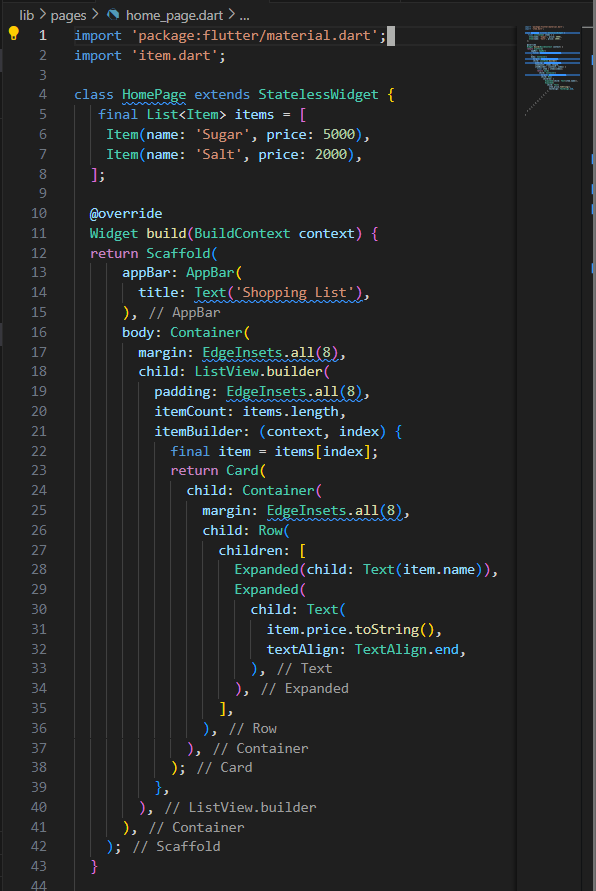 lib > pages > home_page.dart > ...
1 import 'package:flutter/material.dart';
2 import 'item.dart';
3
4 class HomePage extends StatelessWidget {
5 final List<Item> items = [
6 Item(name: 'Sugar', price: 5000),
7 Item(name: 'Salt', price: 2000),
8 ];
9
10 @override
11 Widget build(BuildContext context) {
12 return Scaffold(
13 appBar: AppBar(
14 title: Text('Shopping List'),
15 ), // AppBar
16 body: Container(
17 margin: EdgeInsets.all(8),
18 child: ListView.builder(
19 padding: EdgeInsets.all(8),
20 itemCount: items.length,
21 itemBuilder: (context, index) {
22 final item = items[index];
23 return Card(
24 child: Container(
25 margin: EdgeInsets.all(8),
26 child: Row(
27 children: [
28 Expanded(child: Text(item.name)),
29 Expanded(
30 child: Text(
31 item.price.toString(),
32 textAlign: TextAlign.end,
33 ), // Text
34 ), // Expanded
35 ],
36 ), // Row
37 ), // Container
38 ); // Card
39 },
40 ), // ListView.builder
41 ), // Container
42 ); // Scaffold
43 }
44